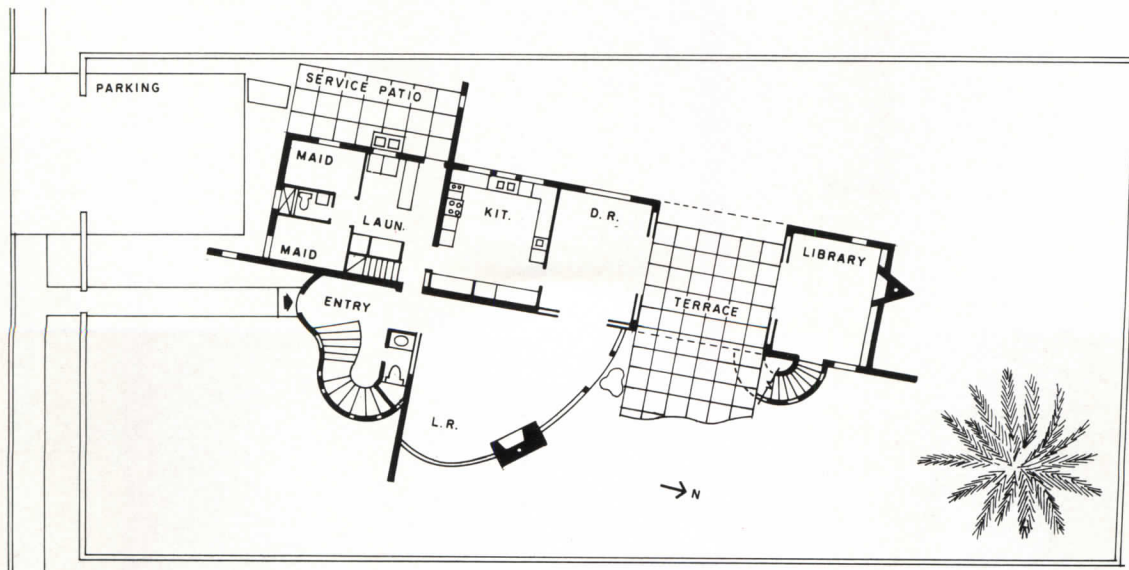 PARKING
SERVICE PATIO
MAID
LAUN.
MAID
KIT.
D.R.
TERRACE
LIBRARY
ENTRY
L.R.
N